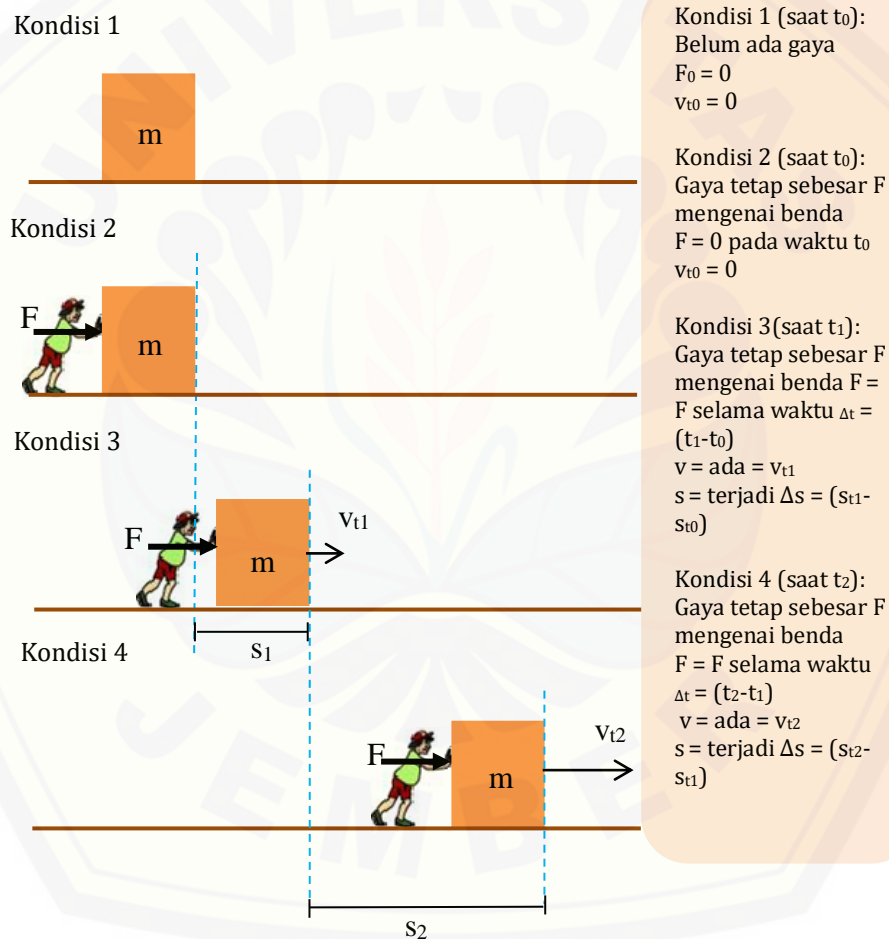 Kondisi 1
m
Kondisi 2
F
m
Kondisi 3
F
m
vt1
s1
Kondisi 4
F
m
vt2
s2
Kondisi 1 (saat t0):
Belum ada gaya
F0 = 0
vt0 = 0
Kondisi 2 (saat t0):
Gaya tetap sebesar F
mengenai benda
F = 0 pada waktu t0
vt0 = 0
Kondisi 3(saat t1):
Gaya tetap sebesar F
mengenai benda F =
F selama waktu Δt =
(t1-t0)
v = ada = vt1
s = terjadi Δs = (st1-
st0)
Kondisi 4 (saat t2):
Gaya tetap sebesar F
mengenai benda
F = F selama waktu
Δt = (t2-t1)
v = ada = vt2
s = terjadi Δs = (st2-
st1)
UNIVERSITAS
JEMBER